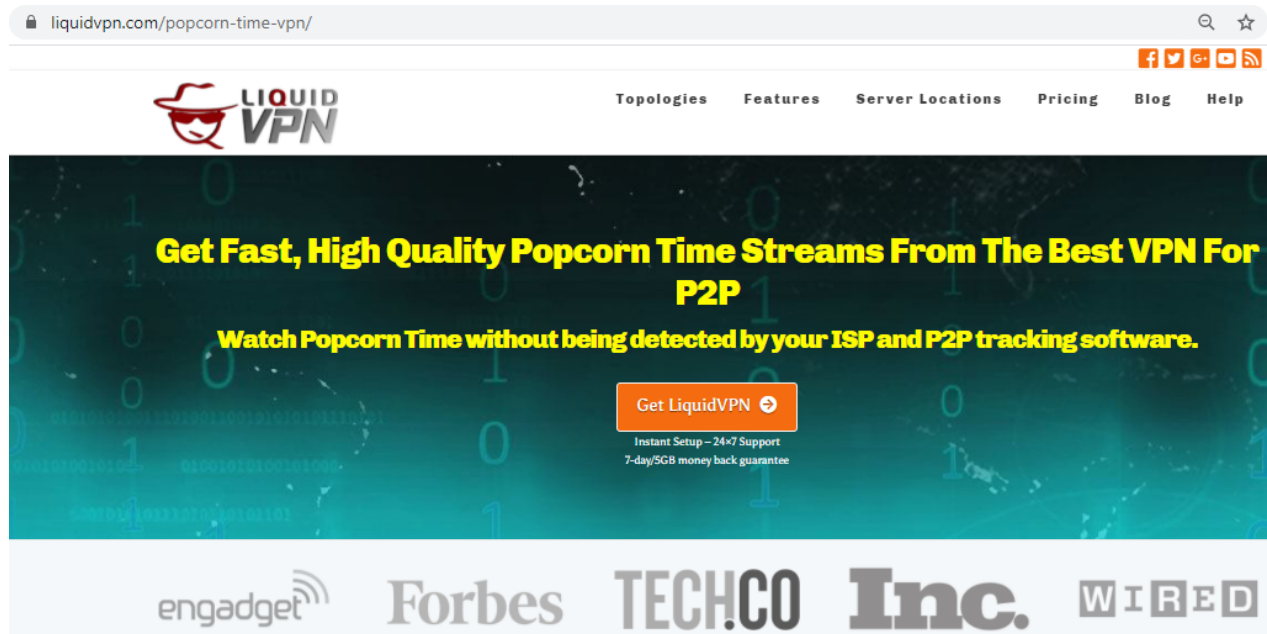 liquidvpn.com/popcorn-time-vpn/
LIQUID
VPN
Topologies Features Server Locations Pricing Blog Help
Get Fast, High Quality Popcorn Time Streams From The Best VPN For
P2P
Watch Popcorn Time without being detected by your ISP and P2P tracking software.
Get LiquidVPN
Instant Setup – 24×7 Support
7-day/5GB money back guarantee
engadget Forbes TECH.CO Inc. WIRED